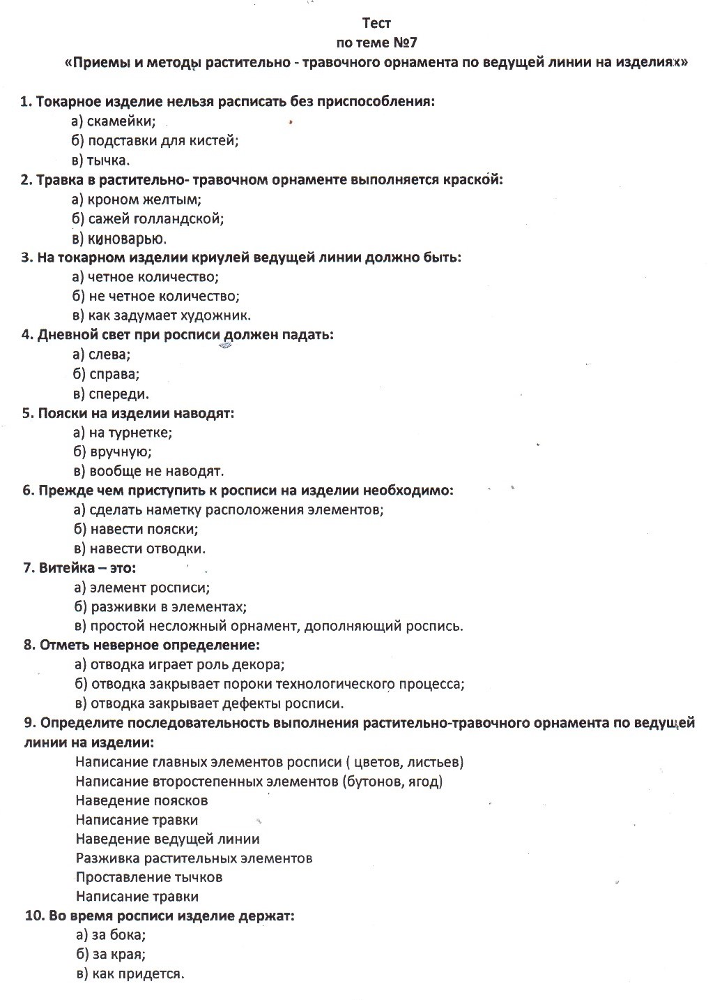 Тест
по теме №7
«Приемы и методы растительно - травочного орнамента по ведущей линии на изделиях»
1. Токарное изделие нельзя расписать без приспособления:
а) скамейки;
б) подставки для кистей;
в) тычка.
2. Травка в растительно- травочном орнаменте выполняется краской:
а) кроном желтым;
б) сажей голландской;
в) киноварью.
3. На токарном изделии криулей ведущей линии должно быть:
а) четное количество;
б) не четное количество;
в) как задумает художник.
4. Дневной свет при росписи должен падать:
а) слева;
б) справа;
в) спереди.
5. Пояски на изделии наводят:
а) на турнетке;
б) вручную;
в) вообще не наводят.
6. Прежде чем приступить к росписи на изделии необходимо:
а) сделать наметку расположения элементов;
б) навести пояски;
в) навести отводки.
7. Витейка – это:
а) элемент росписи;
б) разживки в элементах;
в) простой несложный орнамент, дополняющий роспись.
8. Отметь неверное определение:
а) отводка играет роль декора;
б) отводка закрывает пороки технологического процесса;
в) отводка закрывает дефекты росписи.
9. Определите последовательность выполнения растительно-травочного орнамента по ведущей
линии на изделии:
Написание главных элементов росписи ( цветов, листьев)
Написание второстепенных элементов (бутонов, ягод)
Наведение поясков
Написание травки
Наведение ведущей линии
Разживка растительных элементов
Проставление тычков
Написание травки
10. Во время росписи изделие держат:
а) за бока;
б) за края;
в) как придется.